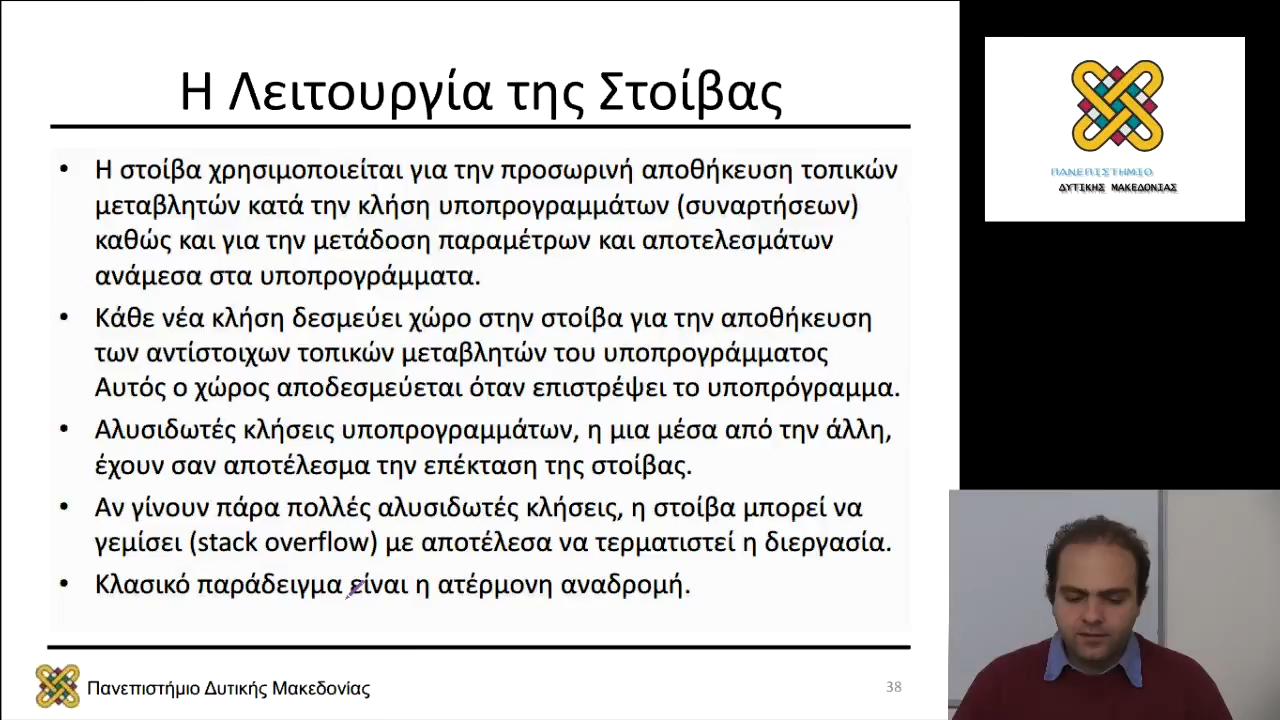 Η Λειτουργία της Στοίβας
• Η στοίβα χρησιμοποιείται για την προσωρινή αποθήκευση τοπικών
μεταβλητών κατά την κλήση υποπρογραμμάτων (συναρτήσεων)
καθώς και για την μετάδοση παραμέτρων και αποτελεσμάτων
ανάμεσα στα υποπρογράμματα.
• Κάθε νέα κλήση δεσμεύει χώρο στην στοίβα για την αποθήκευση
των αντίστοιχων τοπικών μεταβλητών του υποπρογράμματος
Αυτός ο χώρος αποδεσμεύεται όταν επιστρέψει το υποπρόγραμμα.
• Αλυσιδωτές κλήσεις υποπρογραμμάτων, η μια μέσα από την άλλη,
έχουν σαν αποτέλεσμα την επέκταση της στοίβας.
• Αν γίνουν πάρα πολλές αλυσιδωτές κλήσεις, η στοίβα μπορεί να
γεμίσει (stack overflow) με αποτέλεσα να τερματιστεί η διεργασία.
• Κλασικό παράδειγμα είναι η ατέρμονη αναδρομή.
Πανεπιστήμιο Δυτικής Μακεδονίας
38
ΠΑΝΕΠΙΣΤΗΜΙΟ
ΔΥΤΙΚΗΣ ΜΑΚΕΔΟΝΙΑΣ